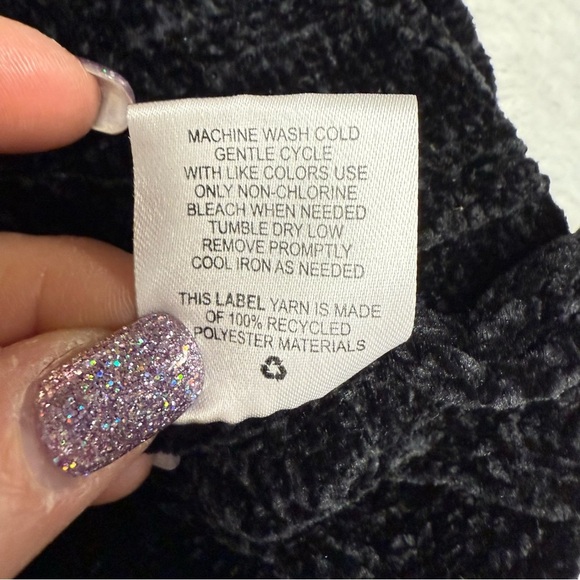 MACHINE WASH COLD
GENTLE CYCLE
WITH LIKE COLORS USE
ONLY NON-CHLORINE
BLEACH WHEN NEEDED
TUMBLE DRY LOW
REMOVE PROMPTLY
COOL IRON AS NEEDED
THIS LABEL YARN IS MADE
OF 100% RECYCLED
POLYESTER MATERIALS